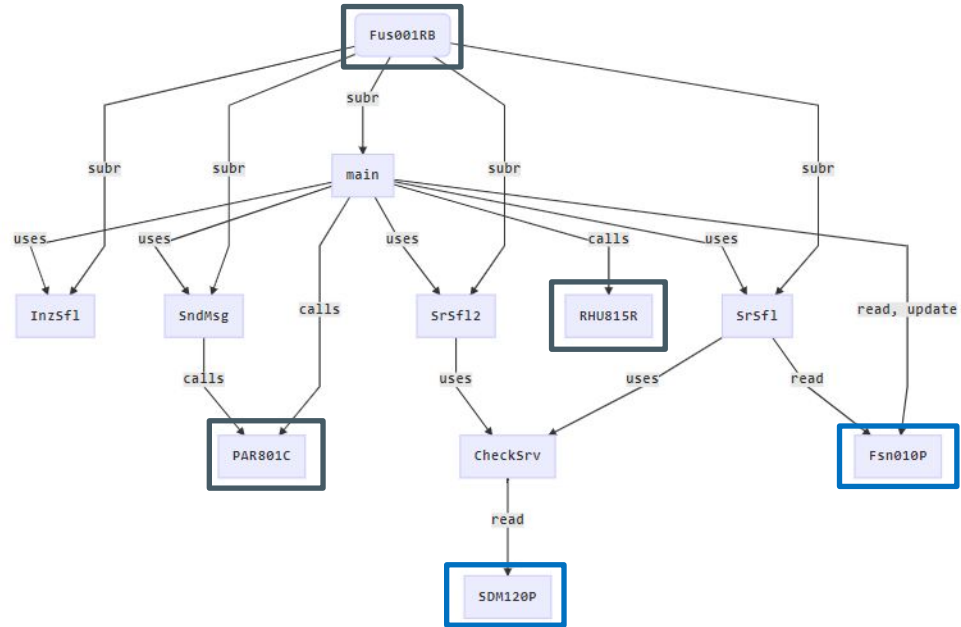 Fus001RB
subr
main
subr
subr
subr
subr
uses
uses
uses
calls
uses
InzSfl
SndMsg
calls
SrSfl2
RHU815R
SrSfl
read, update
calls
uses
uses
read
PAR801C
CheckSrv
Fsn010P
read
SDM120P